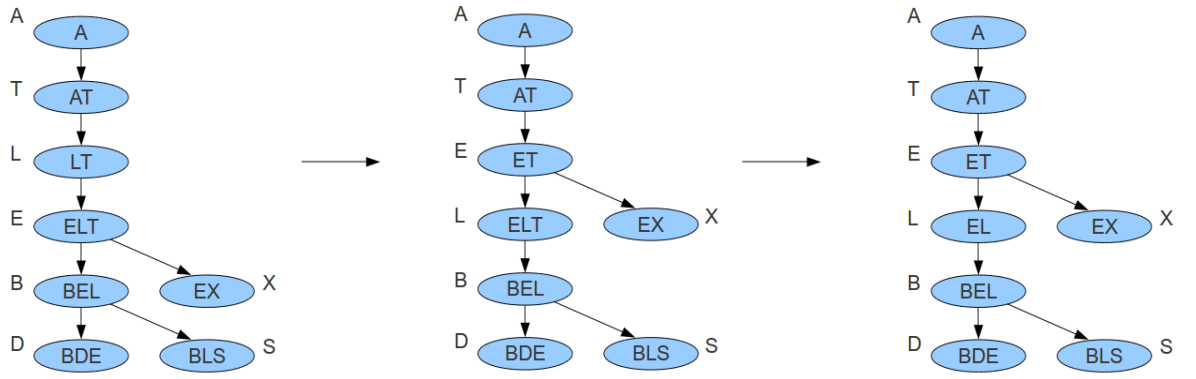 A A
T AT
L LT
E ELT
B BEL EX X
D BDE BLS S
A A
T AT
E ET
L ELT EX X
B BEL
D BDE BLS S
A A
T AT
E ET
L EL EX X
B BEL
D BDE BLS S